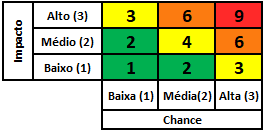 Impacto
Alto (3) 3 6 9
Médio (2) 2 4 6
Baixo (1) 1 2 3
Baixa (1) Média(2) Alta (3)
Chance